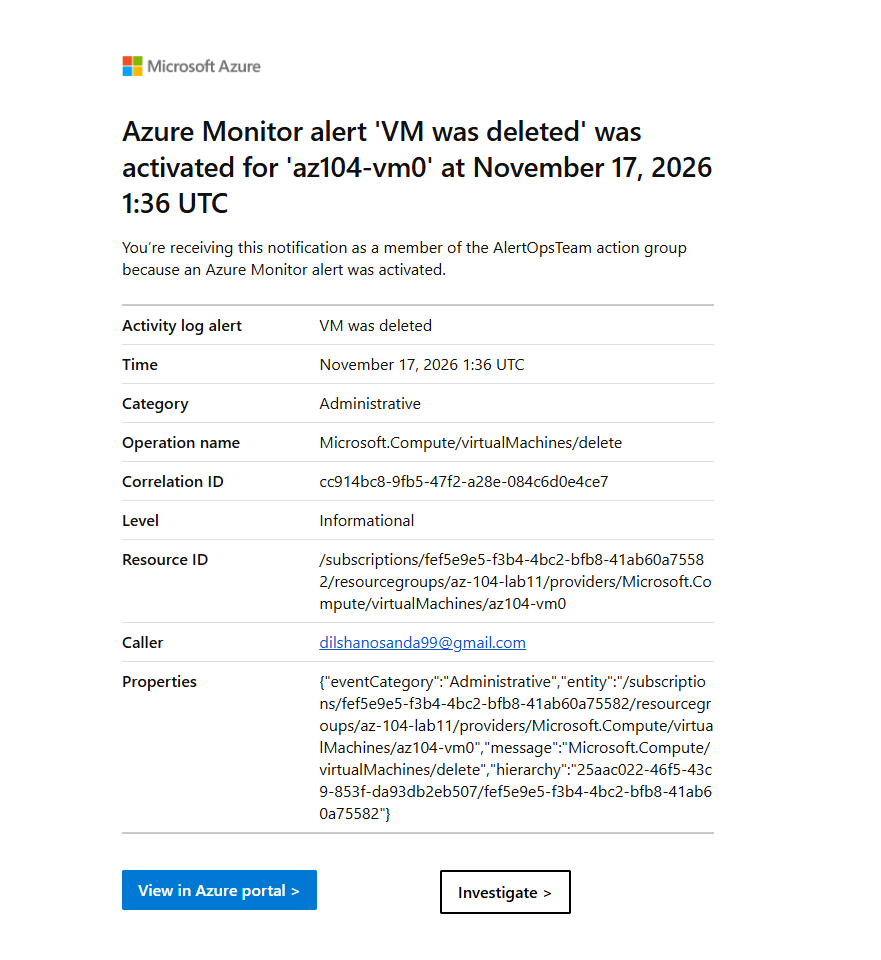 Microsoft Azure
Azure Monitor alert 'VM was deleted' was
activated for 'az104-vm0' at November 17, 2026
1:36 UTC
You're receiving this notification as a member of the AlertOpsTeam action group
because an Azure Monitor alert was activated.
Activity log alert VM was deleted
Time November 17, 2026 1:36 UTC
Category Administrative
Operation name Microsoft.Compute/virtualMachines/delete
Correlation ID cc914bc8-9fb5-47f2-a28e-084c6d0e4ce7
Level Informational
Resource ID /subscriptions/fef5e9e5-f3b4-4bc2-bfb8-41ab60a7558
2/resourcegroups/az-104-lab11/providers/Microsoft.Co
mpute/virtualMachines/az104-vm0
Caller dilshanosanda99@gmail.com
Properties {"eventCategory":"Administrative","entity":"/subscriptio
ns/fef5e9e5-f3b4-4bc2-bfb8-41ab60a75582/resourcegr
oups/az-104-lab11/providers/Microsoft.Compute/virtua
lMachines/az104-vm0","message":"Microsoft.Compute/
virtualMachines/delete","hierarchy":"25aac022-46f5-43c
9-853f-da93db2eb507/fef5e9e5-f3b4-4bc2-bfb8-41ab6
0a75582"}
View in Azure portal > Investigate >